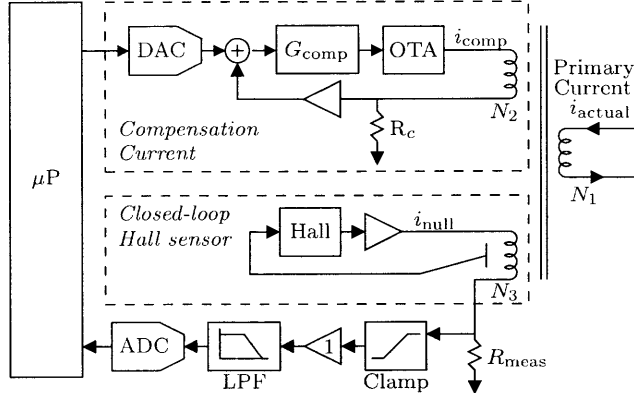 μP
DAC
+
G_comp
OTA
i_comp
N_2
R_c
Compensation
Current
Primary
Current
i_actual
N_1
Closed-loop
Hall sensor
Hall
i_null
N_3
ADC
LPF
1
Clamp
R_meas